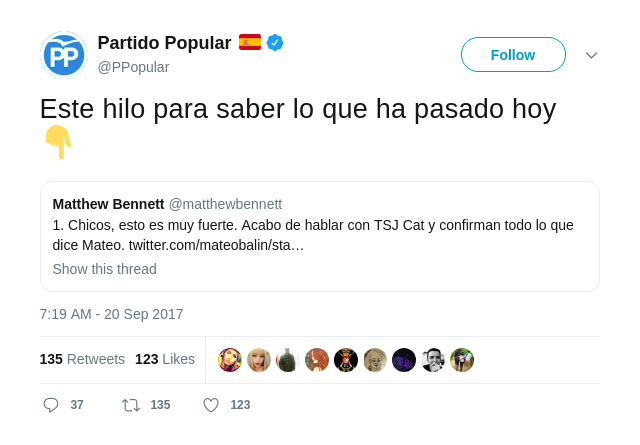 PP
Partido Popular
@PPopular
Follow
Este hilo para saber lo que ha pasado hoy
Matthew Bennett @matthewbennett
1. Chicos, esto es muy fuerte. Acabo de hablar con TSJ Cat y confirman todo lo que
dice Mateo. twitter.com/mateobalin/sta…
Show this thread
7:19 AM - 20 Sep 2017
135 Retweets 123 Likes
37 135 123